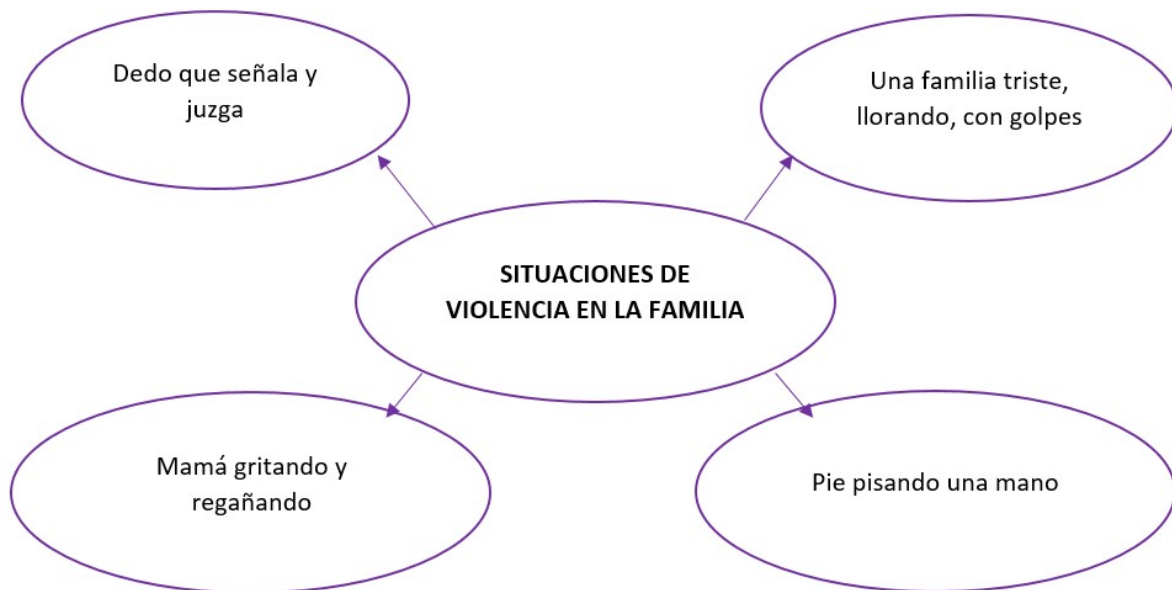 Dedo que señala y
juzga
Una familia triste,
llorando, con golpes
SITUACIONES DE
VIOLENCIA EN LA FAMILIA
Mamá gritando y
regañando
Pie pisando una mano